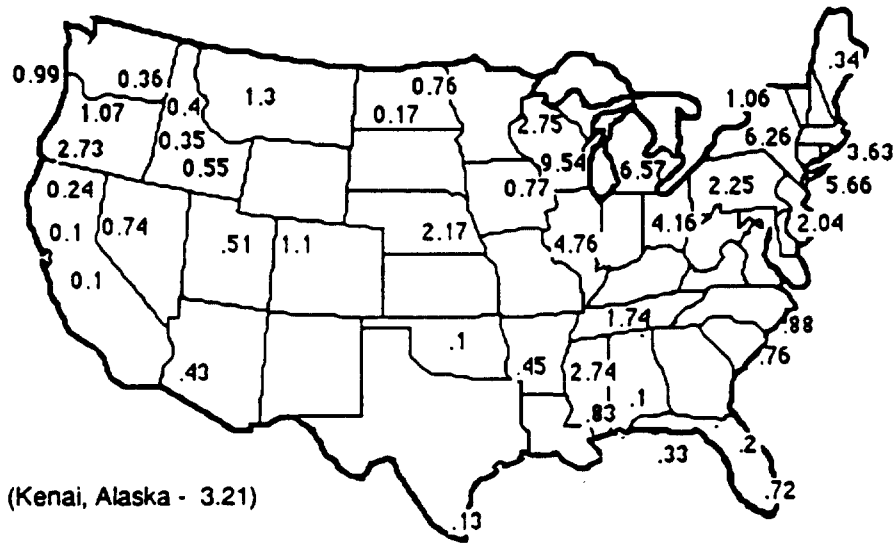 .34
0.99 0.36 1.3 0.76
0.4 1.06
1.07 0.17 2.75
0.35 6.26
2.73 3.63
0.55 9.54 6.57
0.24 0.77 2.25 5.66
0.1 0.74 .51 1.1 2.17 4.76 4.16 2.04
0.1
1.74 .88
.1 .76
.43 .45 2.74
.83 .1
.33 .2
(Kenai, Alaska - 3.21) .72
.13